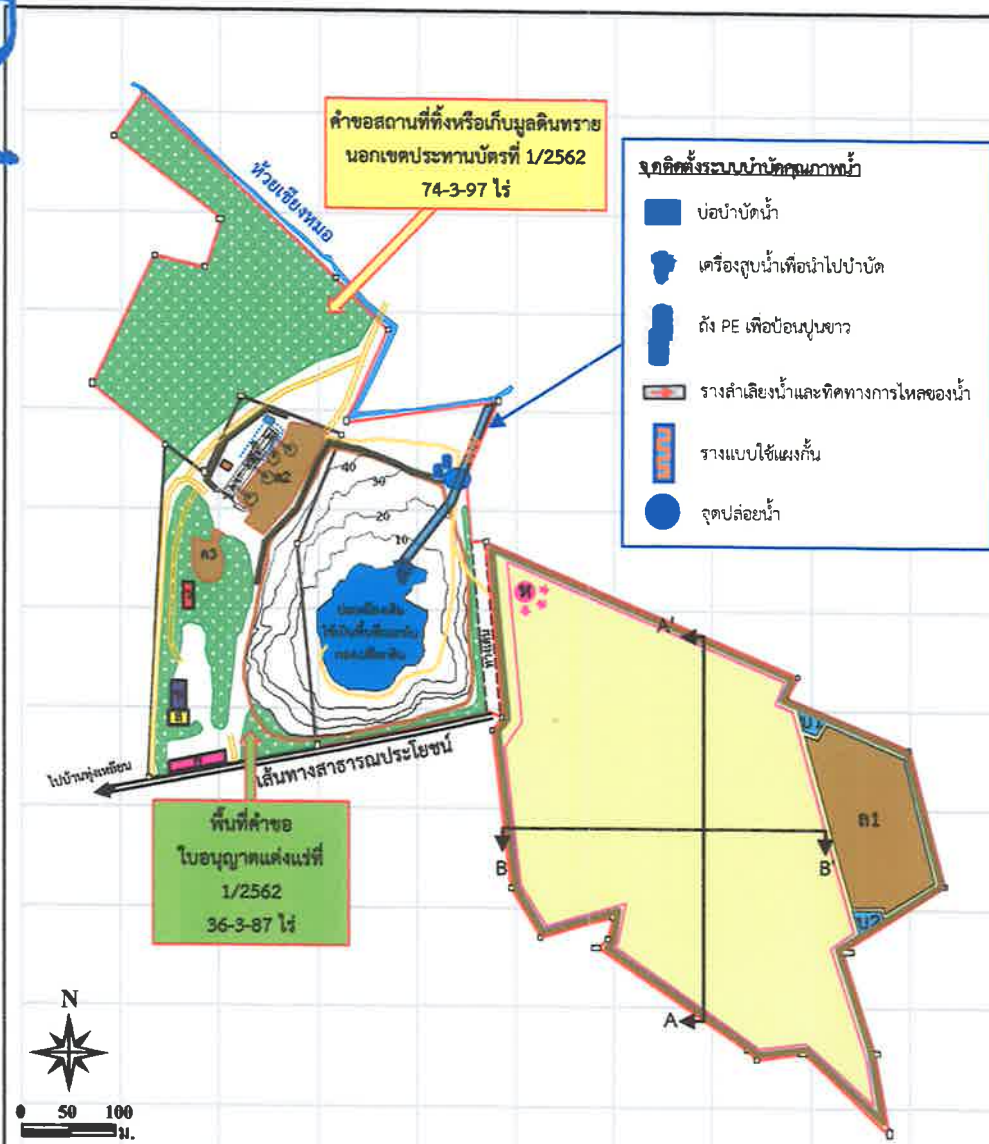 คำขอสถานที่ทิ้งหรือเก็บมูลดินทราย
นอกเขตประทานบัตรที่ 1/2562
74-3-97 ไร่
ห้วยเชียงหมอ
จุดติดตั้งระบบบำบัดคุณภาพน้ำ
บ่อบำบัดน้ำ
เครื่องสูบน้ำเพื่อนำไปบำบัด
ถัง PE เพื่อป้อนปูนขาว
รางลำเลียงน้ำและทิศทางการไหลของน้ำ
รางแบบใช้แผงกั้น
จุดปล่อยน้ำ
40
30
20
10
ล2
ล3
ห
A'
บ1
ล1
บ2
B
B'
A
เส้นทางสาธารณประโยชน์
ไปบ้านทุ่งเหลียน
พื้นที่คำขอ
ใบอนุญาตแต่งแร่ที่
1/2562
36-3-87 ไร่
N
0 50 100
ม.